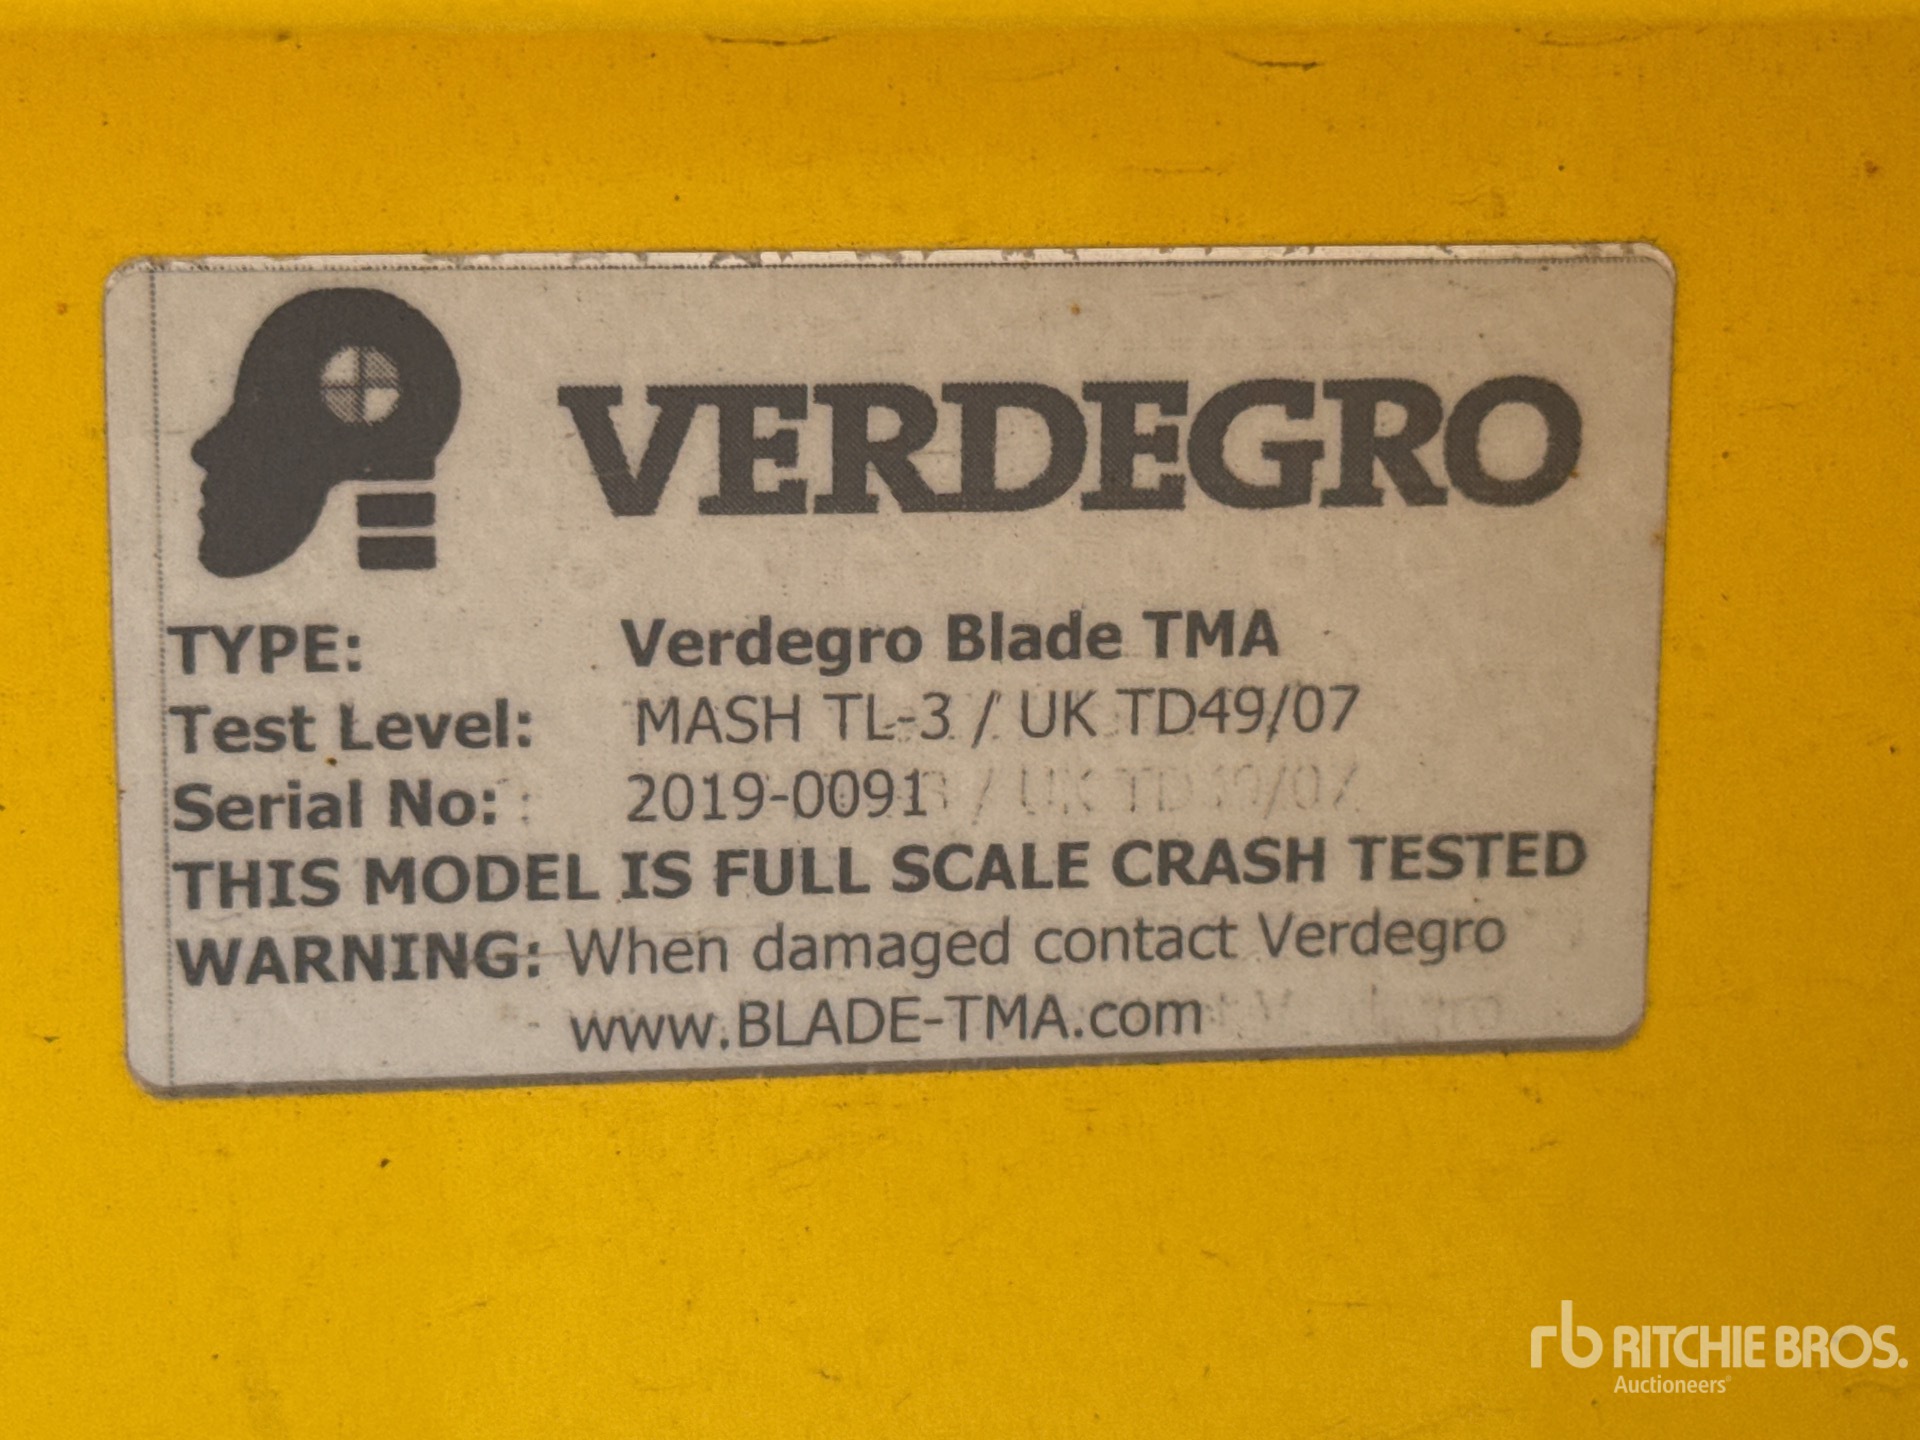 VERDEGRO
TYPE: Verdegro Blade TMA
Test Level: MASH TL-3 / UK TD49/07
Serial No: 2019-0091
THIS MODEL IS FULL SCALE CRASH TESTED
WARNING: When damaged contact Verdegro
www.BLADE-TMA.com
rb RITCHIE BROS.
Auctioneers